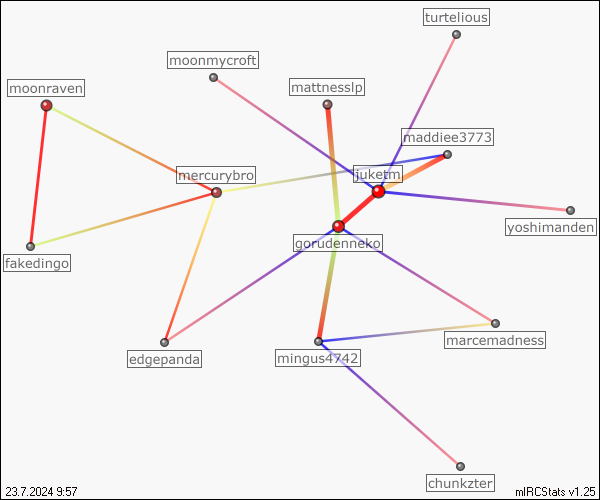 turtelious
moonmycroft
moonraven
mattnesslp
maddiee3773
mercurybro
juketm
yoshimanden
gorudenneko
fakedingo
marcemadness
edgepanda
mingus4742
chunkzter
23.7.2024 9:57
mIRCStats v1.25